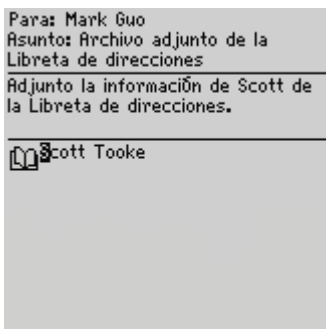 Para: Mark Guo
Asunto: Archivo adjunto de la
Libreta de direcciones
Adjunto la información de Scott de
la Libreta de direcciones.
Scott Tooke